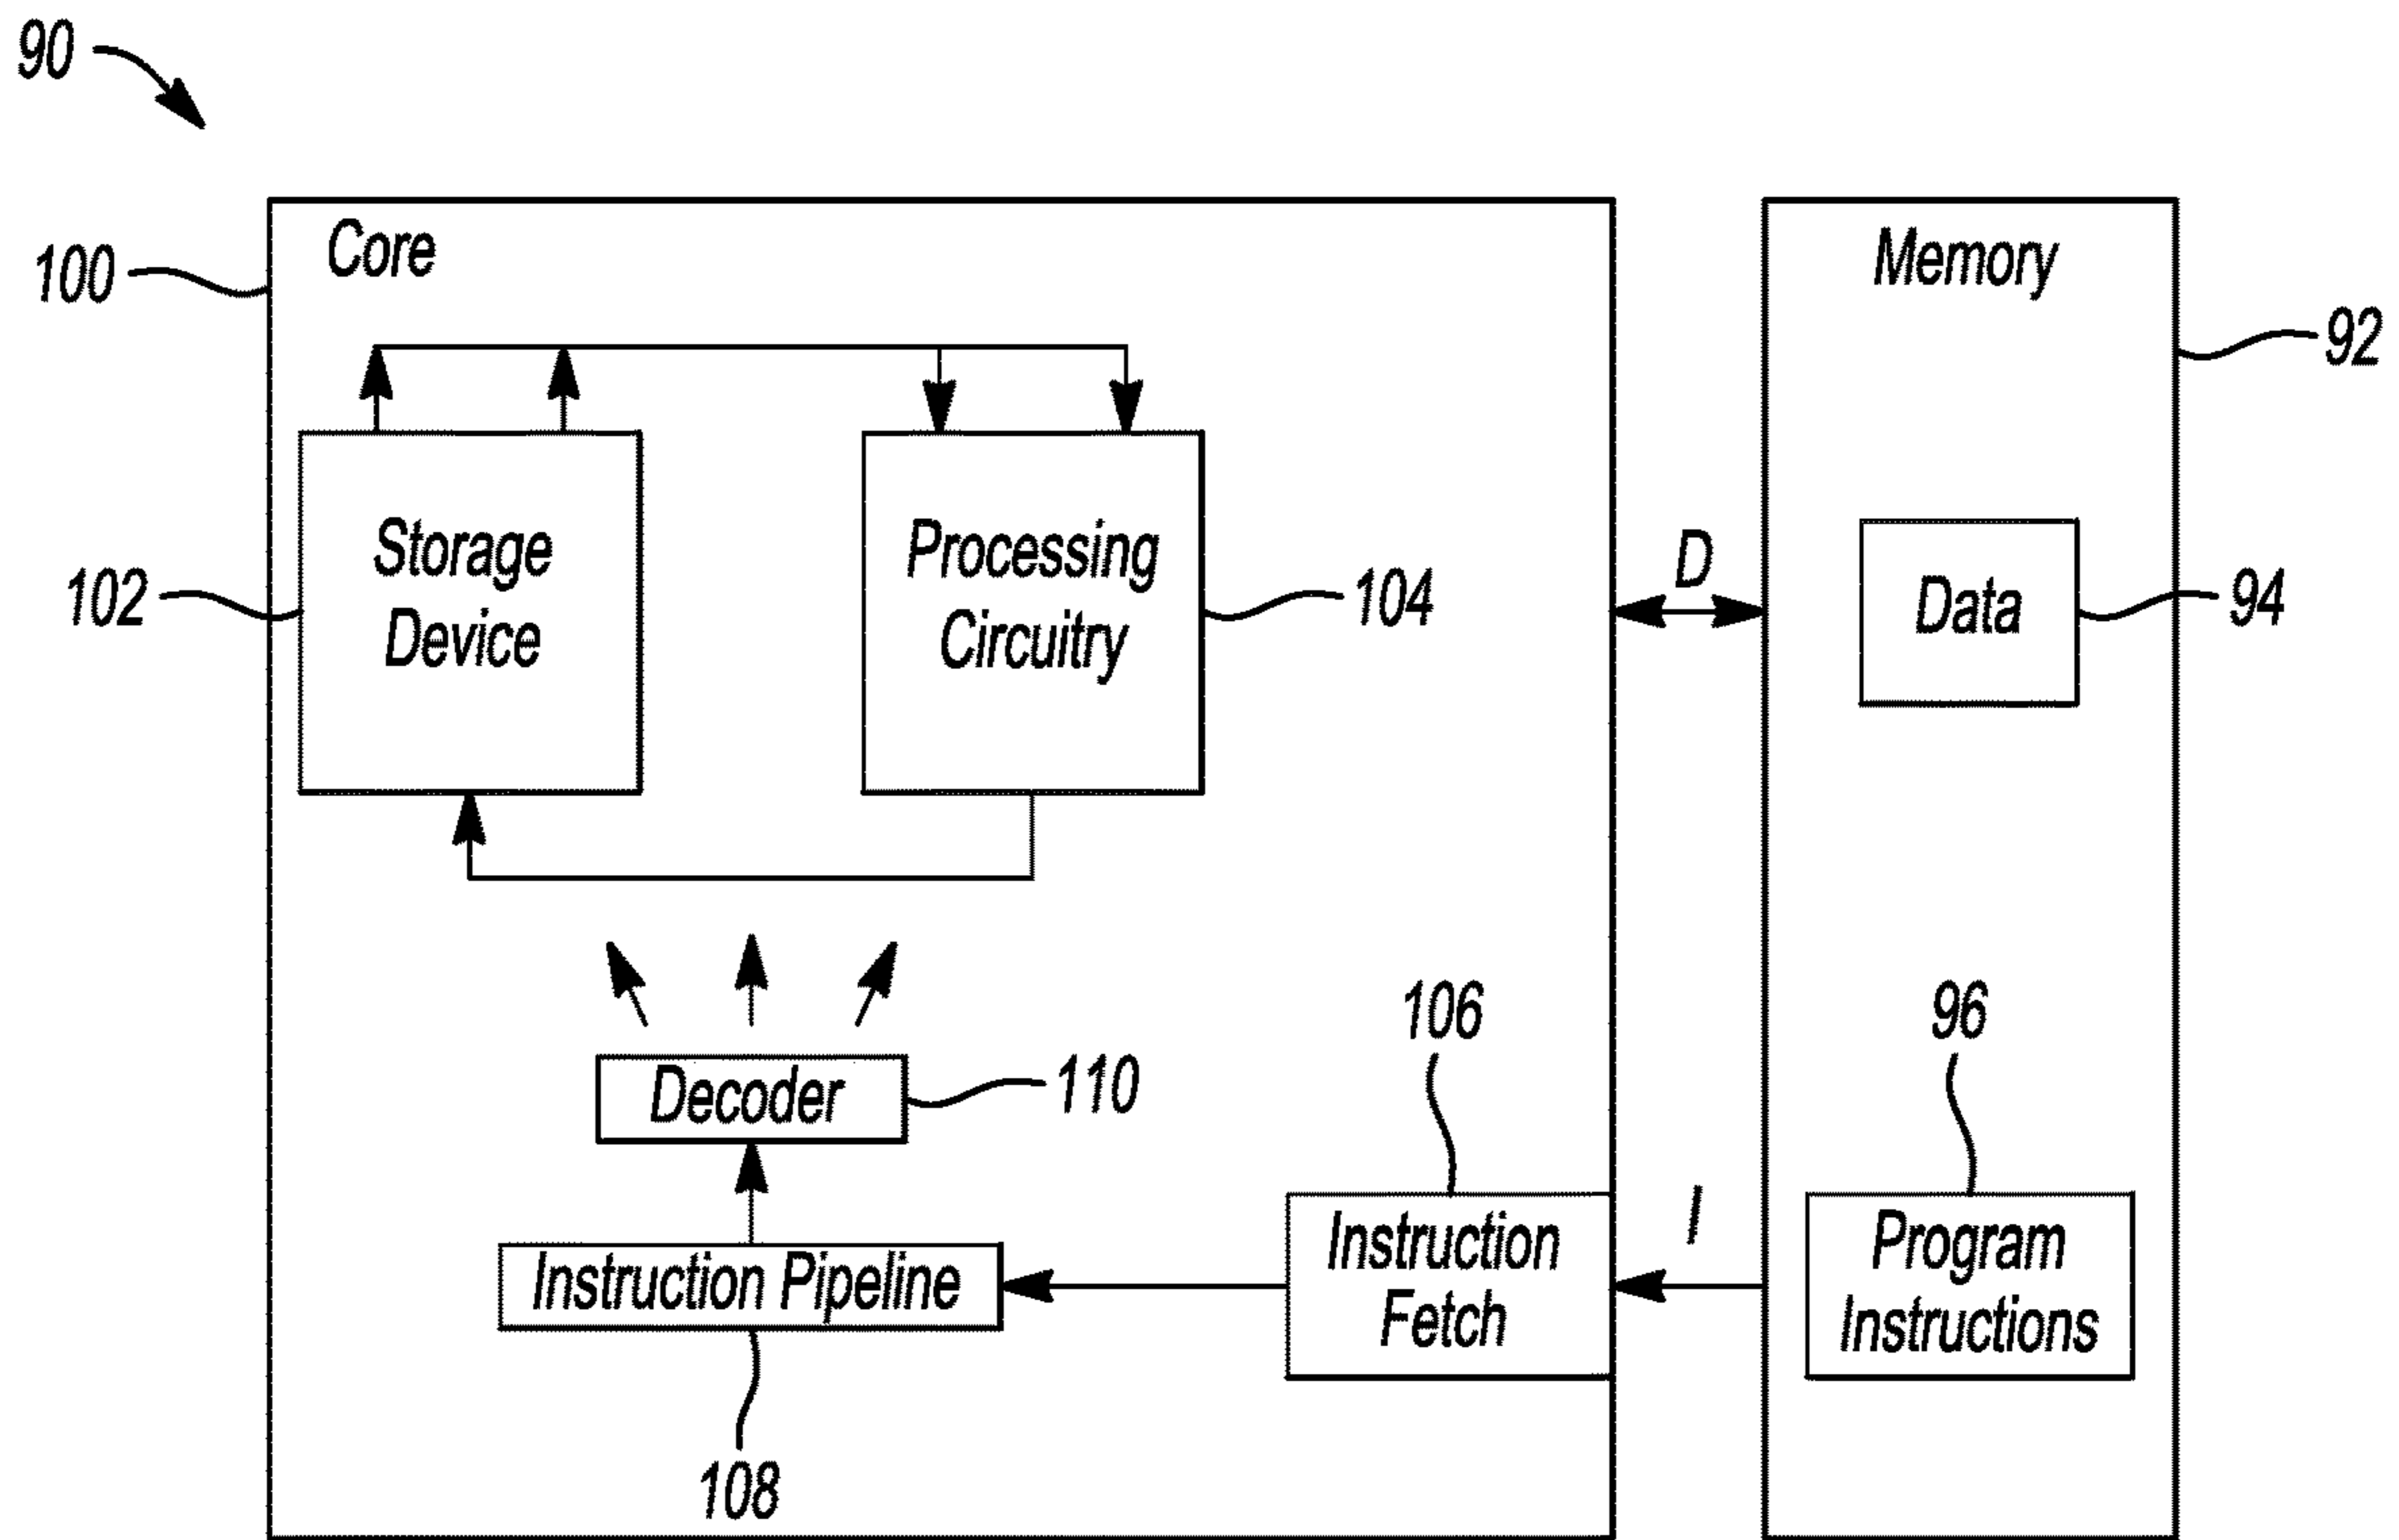 90
Core
Memory
100
92
Storage
Device
Processing
Circuitry
102
104
D
Data
94
106
96
Decoder
110
Instruction Pipeline
Instruction
Fetch
I
Program
Instructions
108